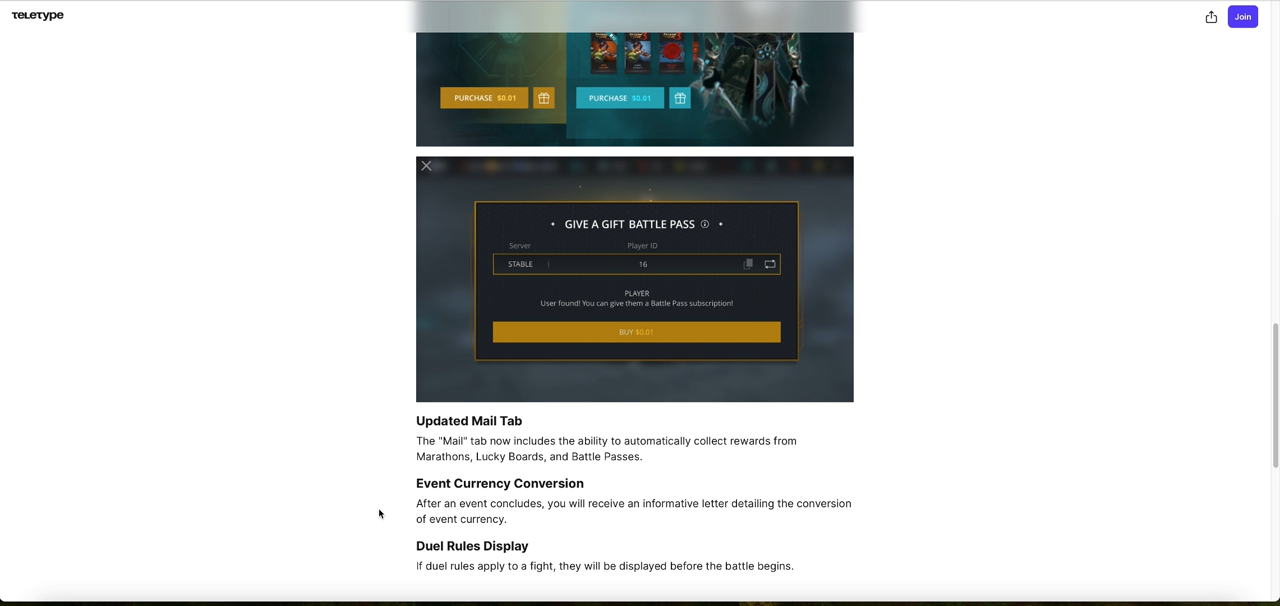 TELETYPE
Join
PURCHASE $0.01
PURCHASE $0.01
GIVE A GIFT BATTLE PASS
Server Player ID
STABLE 16
PLAYER
User found! You can give them a Battle Pass subscription!
BUY $0.01
Updated Mail Tab
The "Mail" tab now includes the ability to automatically collect rewards from
Marathons, Lucky Boards, and Battle Passes.
Event Currency Conversion
After an event concludes, you will receive an informative letter detailing the conversion
of event currency.
Duel Rules Display
If duel rules apply to a fight, they will be displayed before the battle begins.